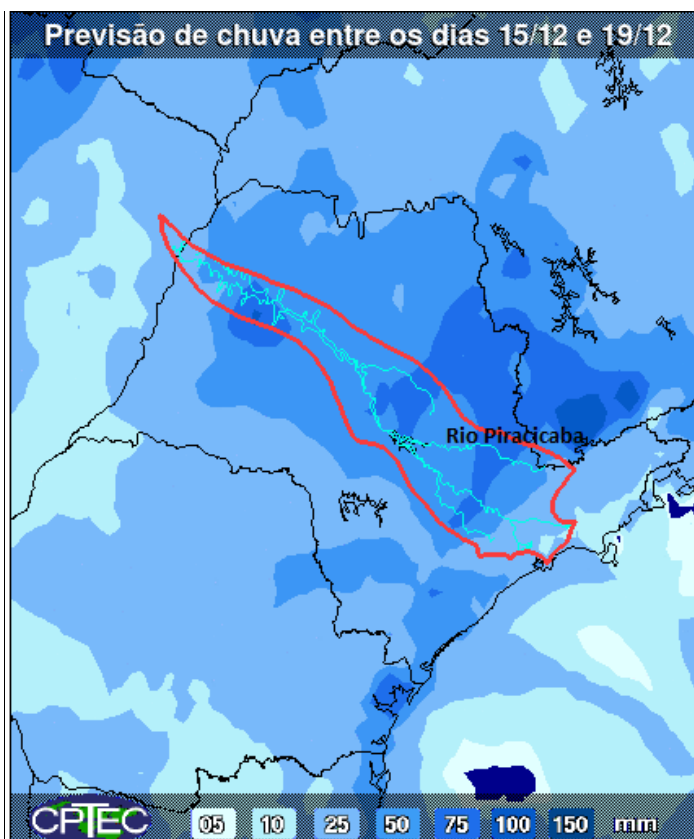 Previsão de chuva entre os dias 15/12 e 19/12
Rio Piracicaba
CPTEC 05 10 25 50 75 100 150 mm